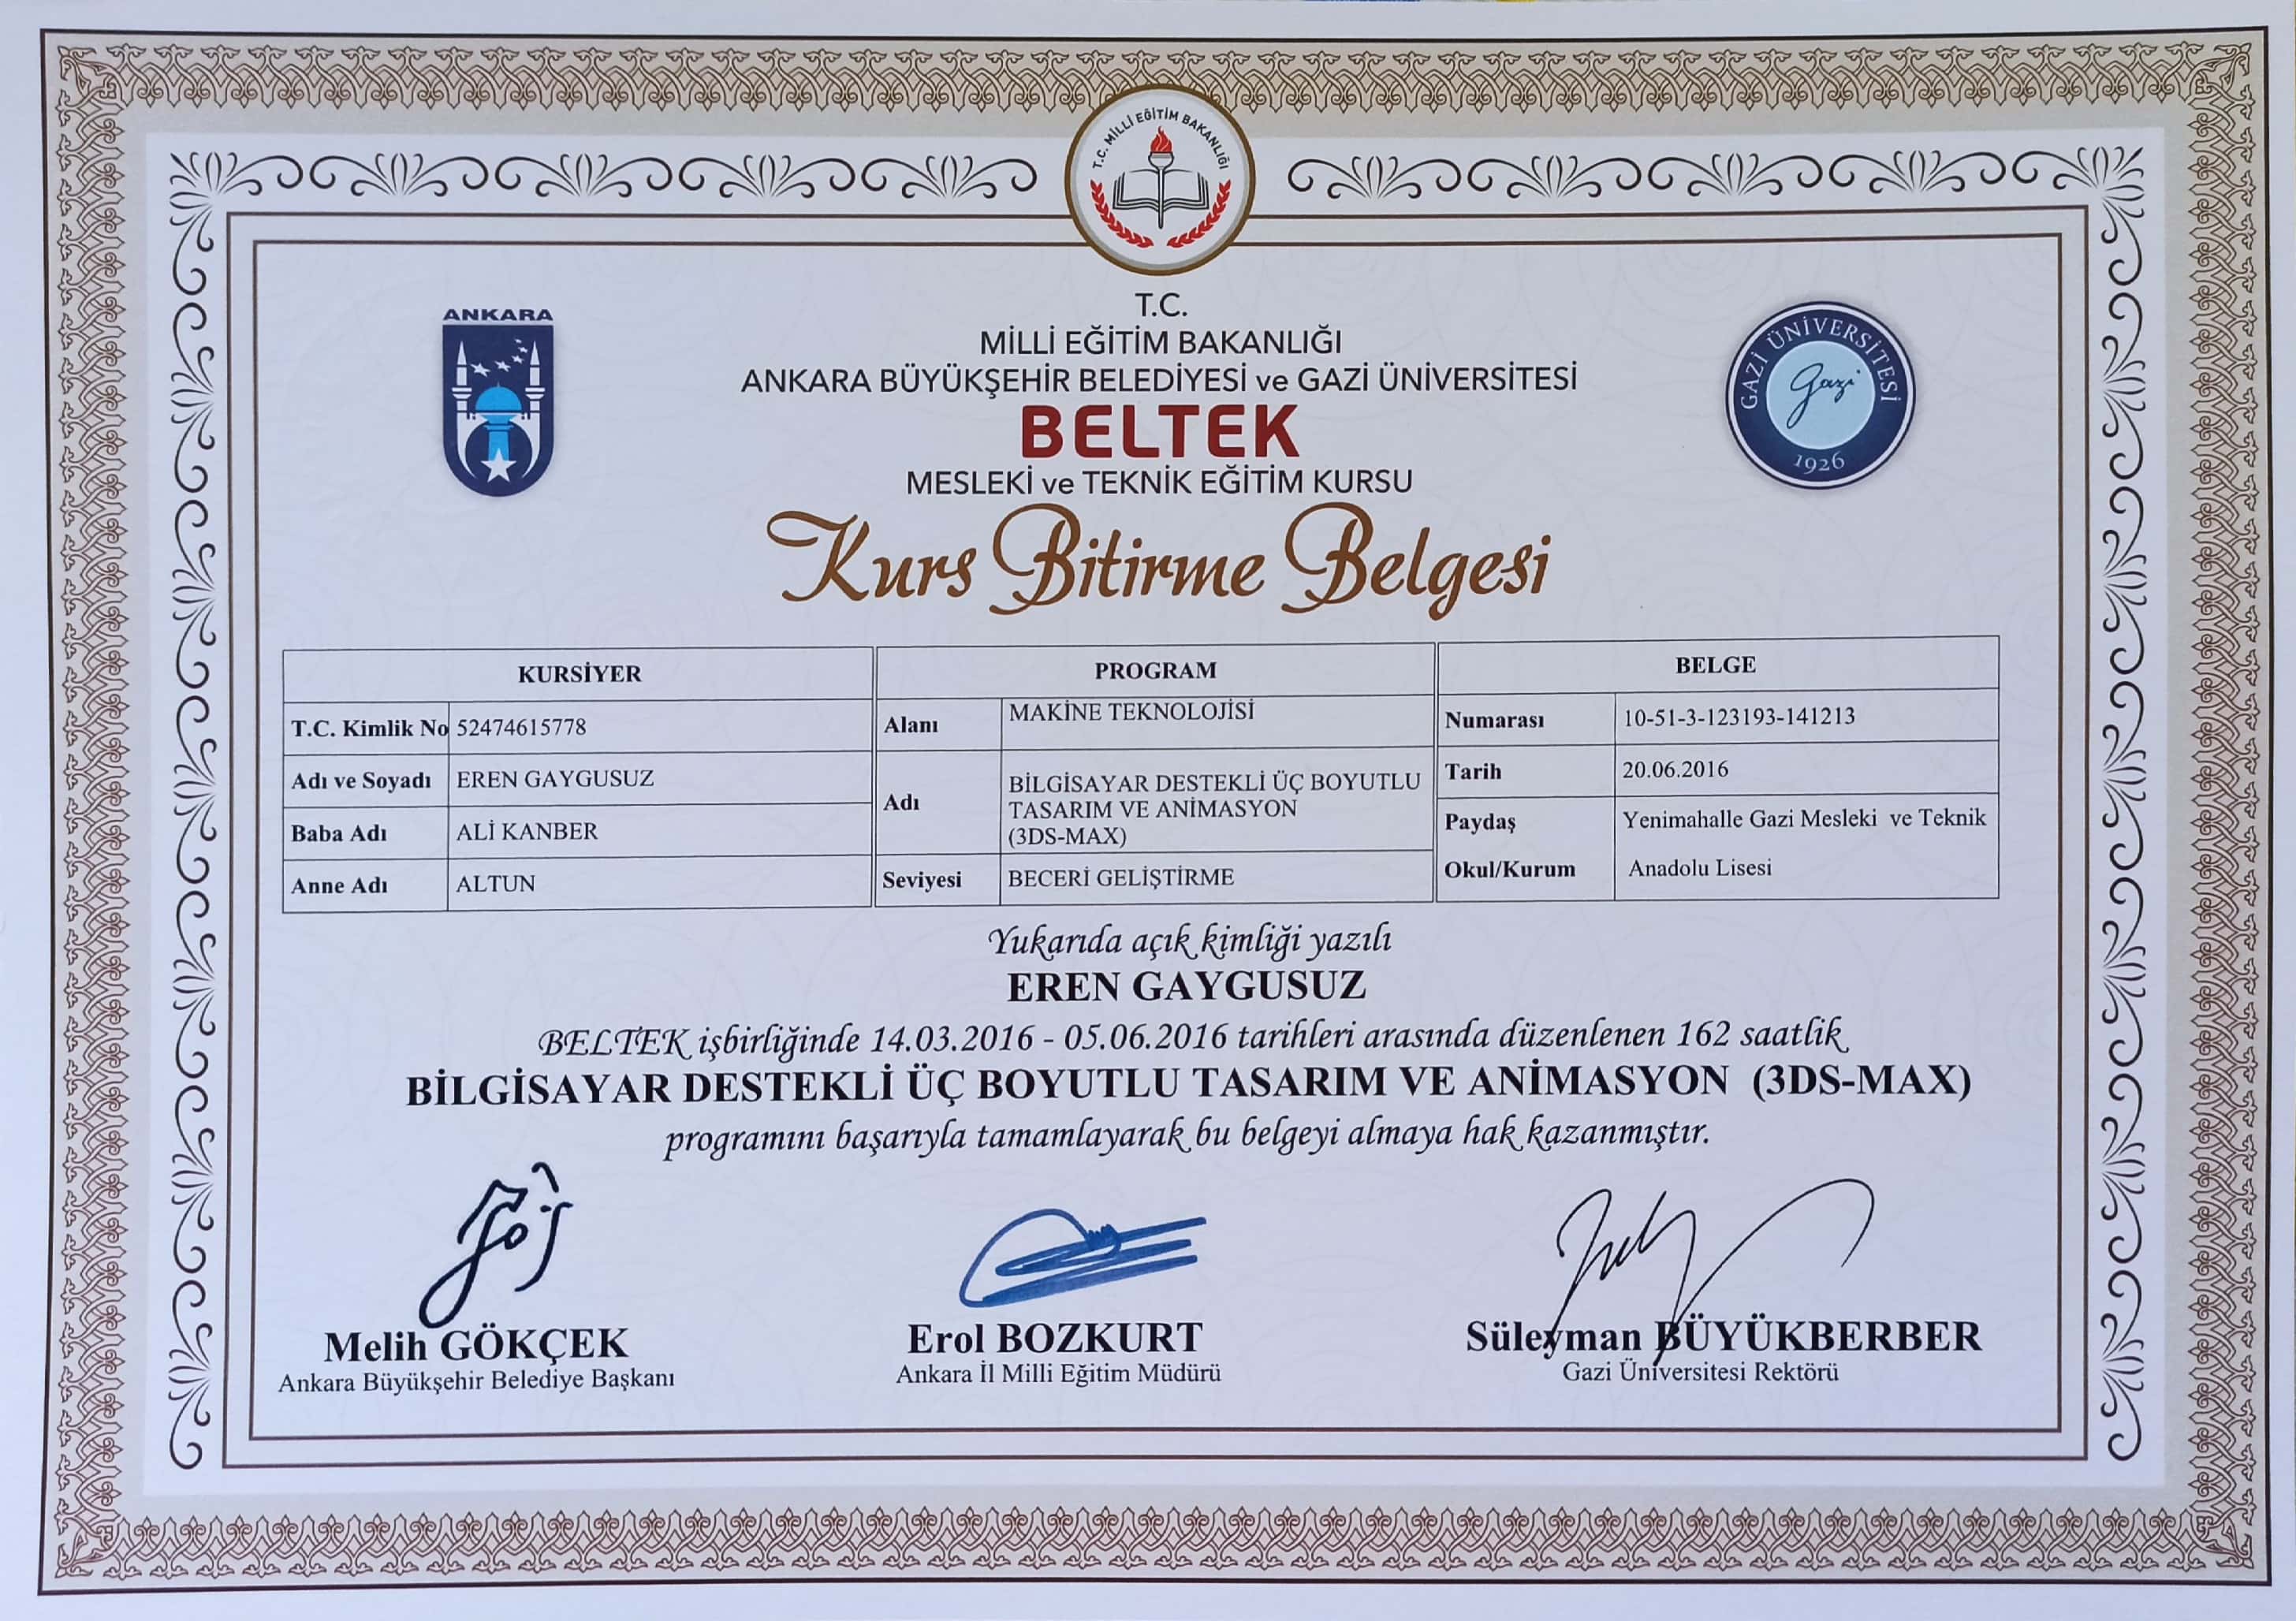 T.C. MİLLİ EĞİTİM BAKANLIĞI
ANKARA
GAZİ ÜNİVERSİTESİ
Gazi
1926
T.C.
MİLLİ EĞİTİM BAKANLIĞI
ANKARA BÜYÜKŞEHİR BELEDİYESİ ve GAZİ ÜNİVERSİTESİ
BELTEK
MESLEKİ ve TEKNİK EĞİTİM KURSU
Kurs Bitirme Belgesi
KURSİYER
T.C. Kimlik No 52474615778
Adı ve Soyadı EREN GAYGUSUZ
Baba Adı ALİ KANBER
Anne Adı ALTUN
PROGRAM
Alanı MAKİNE TEKNOLOJİSİ
Adı BİLGİSAYAR DESTEKLİ ÜÇ BOYUTLU
TASARIM VE ANİMASYON
(3DS-MAX)
Seviyesi BECERİ GELİŞTİRME
BELGE
Numarası 10-51-3-123193-141213
Tarih 20.06.2016
Paydaş Yenimahalle Gazi Mesleki ve Teknik
Okul/Kurum Anadolu Lisesi
Yukarıda açık kimliği yazılı
EREN GAYGUSUZ
BELTEK işbirliğinde 14.03.2016 - 05.06.2016 tarihleri arasında düzenlenen 162 saatlik
BİLGİSAYAR DESTEKLİ ÜÇ BOYUTLU TASARIM VE ANİMASYON (3DS-MAX)
programını başarıyla tamamlayarak bu belgeyi almaya hak kazanmıştır.
Melih GÖKÇEK
Ankara Büyükşehir Belediye Başkanı
Erol BOZKURT
Ankara İl Milli Eğitim Müdürü
Süleyman BÜYÜKBERBER
Gazi Üniversitesi Rektörü